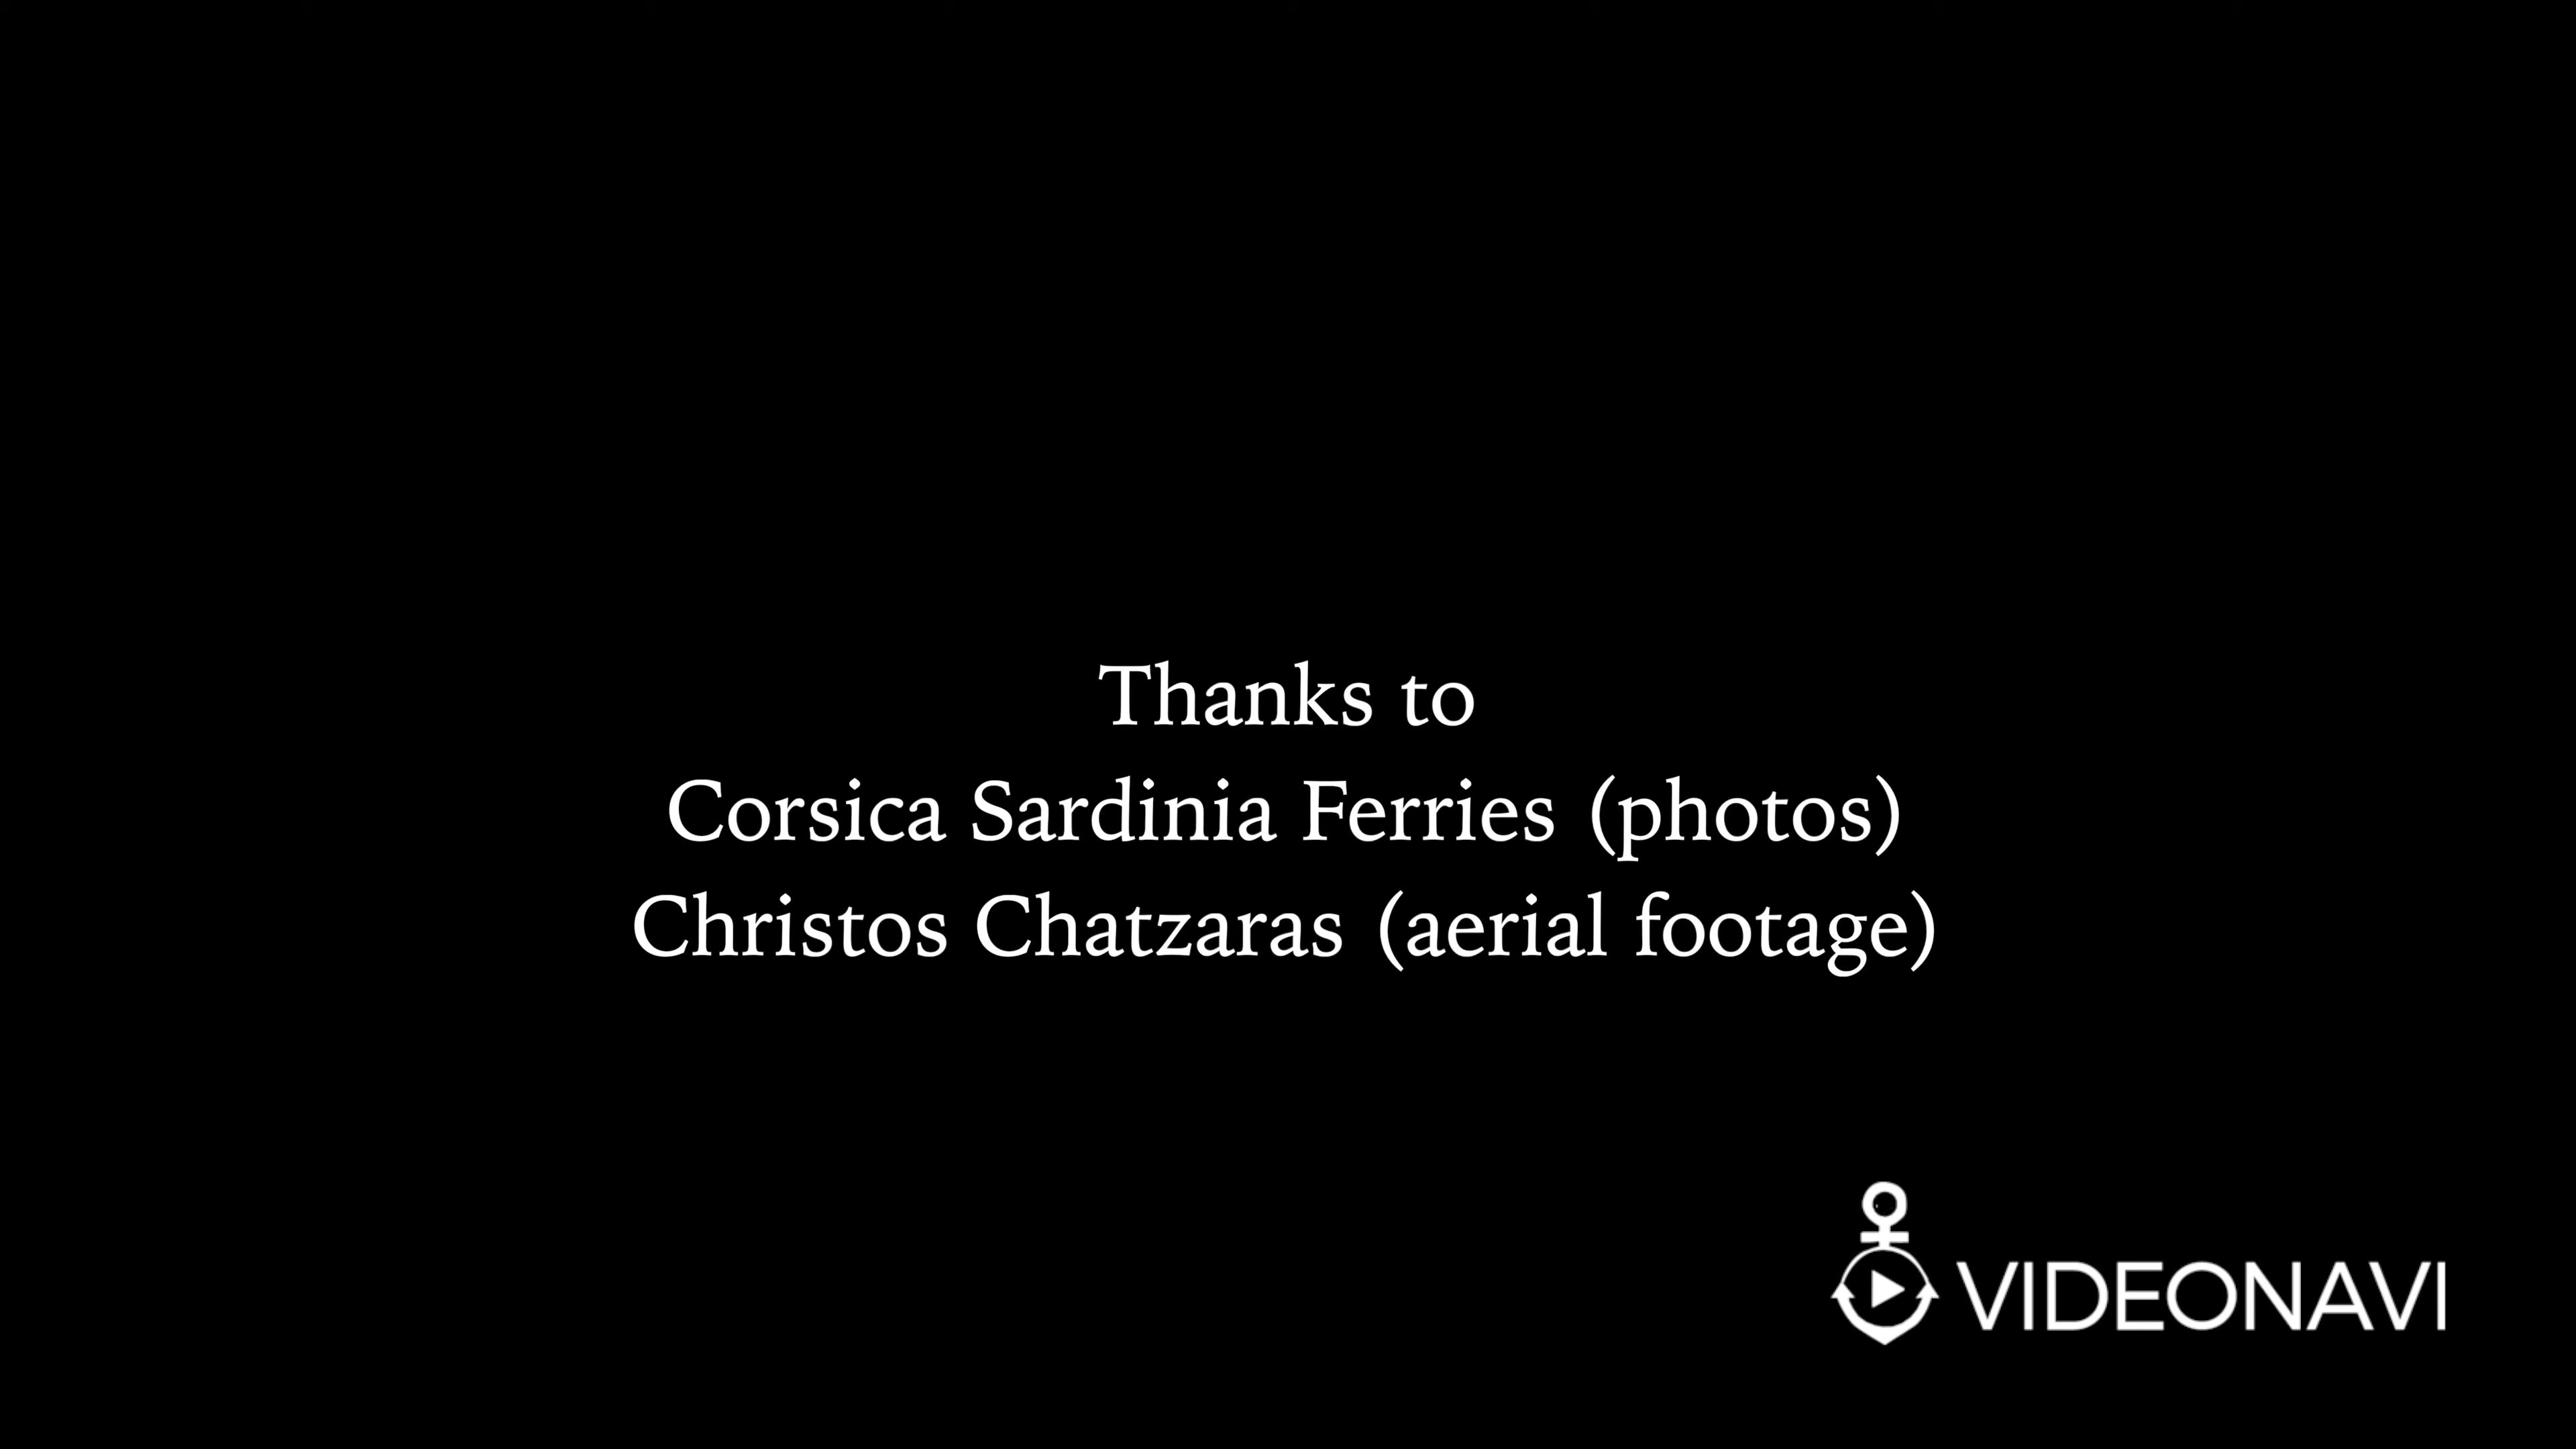 Thanks to
Corsica Sardinia Ferries (photos)
Christos Chatzaras (aerial footage)
VIDEONAVI